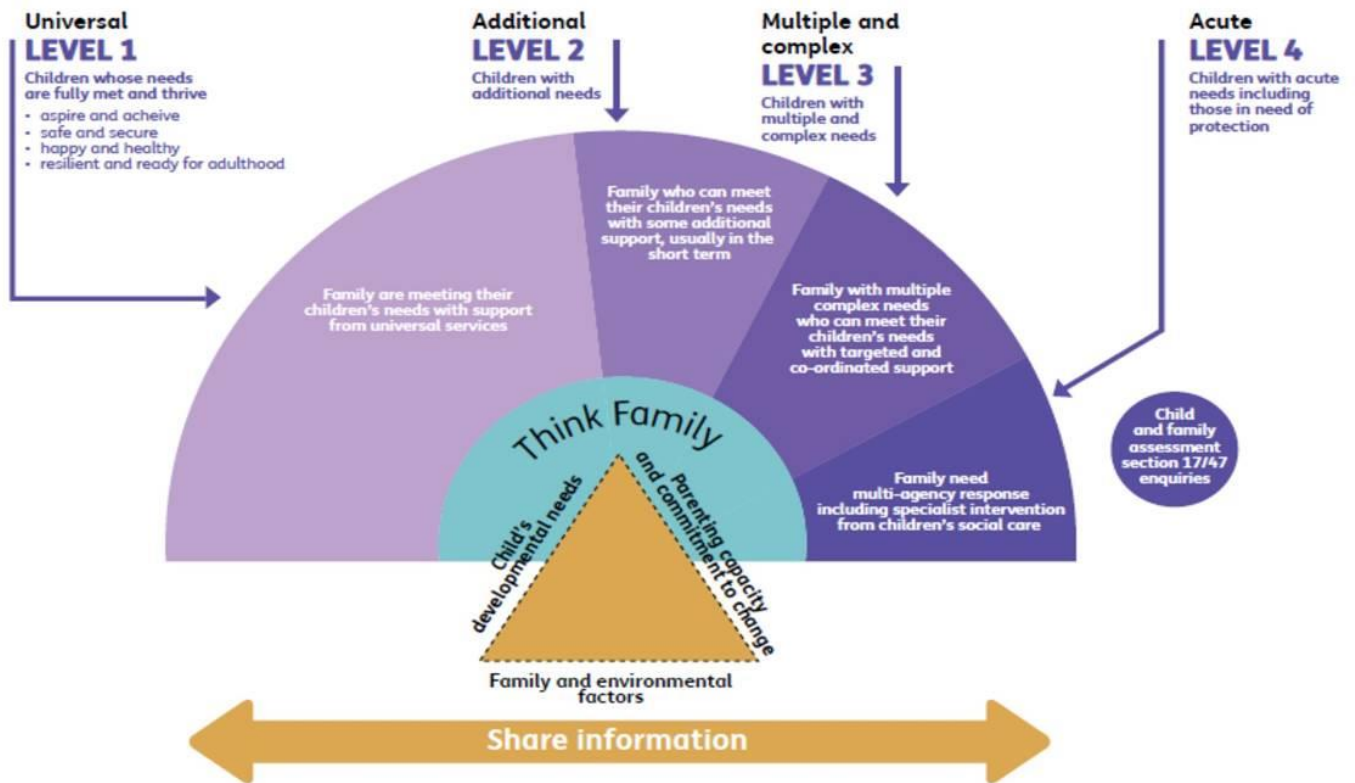 Universal
LEVEL 1
Children whose needs
are fully met and thrive
• aspire and acheive
• safe and secure
• happy and healthy
• resilient and ready for adulthood
Additional
LEVEL 2
Children with
additional needs
Multiple and
complex
LEVEL 3
Children with
multiple and
complex needs
Acute
LEVEL 4
Children with acute
needs including
those in need of
protection
Family are meeting their
children's needs with support
from universal services
Family who can meet
their children's needs
with some additional
support, usually in the
short term
Family with multiple
complex needs
who can meet their
children's needs
with targeted and
co-ordinated support
Family need
multi-agency response
including specialist intervention
from children's social care
Child
and family
assessment
section 17/47
enquiries
Think Family
Child's
developmental needs
Parenting capacity
and commitment to change
Family and environmental
factors
Share information